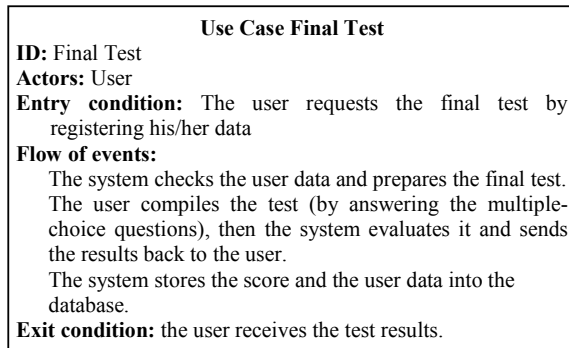 Use Case Final Test
ID: Final Test
Actors: User
Entry condition: The user requests the final test by
registering his/her data
Flow of events:
The system checks the user data and prepares the final test.
The user compiles the test (by answering the multiple-
choice questions), then the system evaluates it and sends
the results back to the user.
The system stores the score and the user data into the
database.
Exit condition: the user receives the test results.